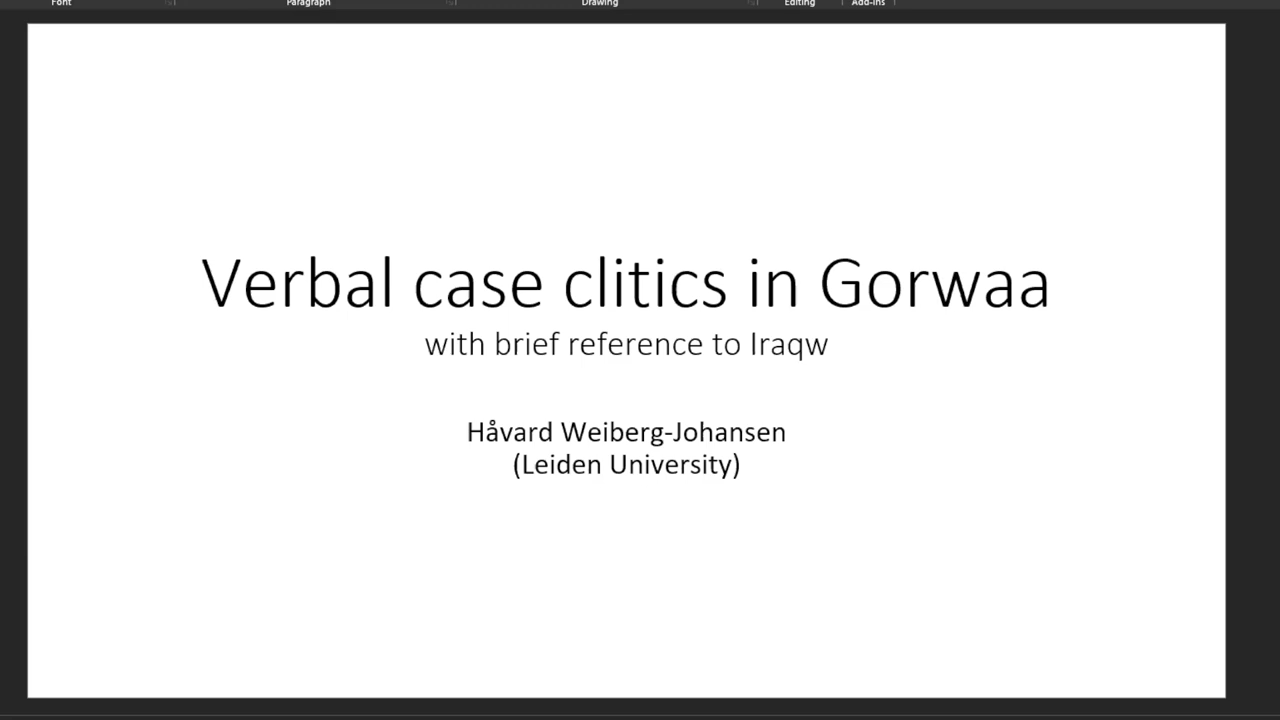 Font Paragraph Drawing Editing Add-ins
Verbal case clitics in Gorwaa
with brief reference to Iraqw
Håvard Weiberg-Johansen
(Leiden University)